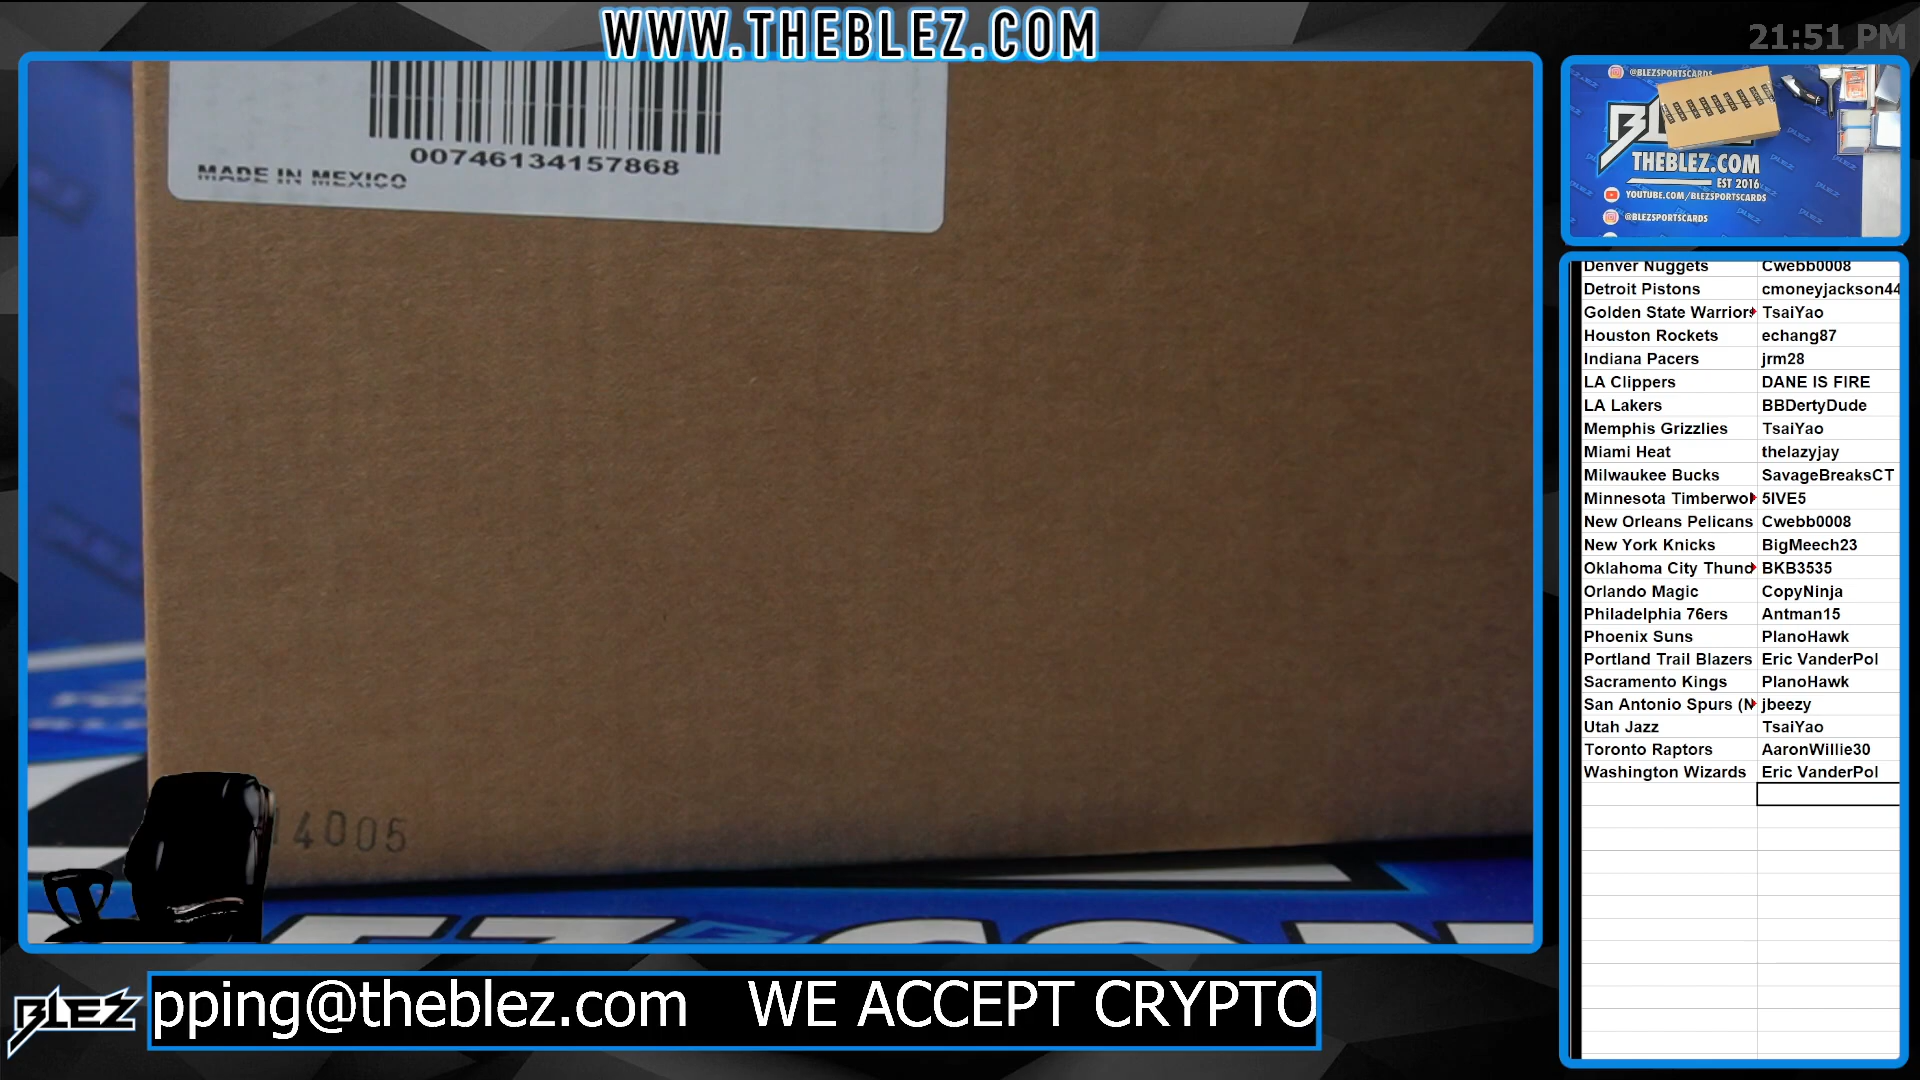 WWW.THEBLEZ.COM
21:51 PM
00746134157868
MADE IN MEXICO
4005
@BLEZSPORTSCARDS
THEBLEZ.COM
EST 2016
YOUTUBE.COM/BLEZSPORTSCARDS
@BLEZSPORTSCARDS
Denver Nuggets Cwebb0008
Detroit Pistons cmoneyjackson44
Golden State Warriors TsaiYao
Houston Rockets echang87
Indiana Pacers jrm28
LA Clippers DANE IS FIRE
LA Lakers BBDertyDude
Memphis Grizzlies TsaiYao
Miami Heat thelazyjay
Milwaukee Bucks SavageBreaksCT
Minnesota Timberwol 5IVE5
New Orleans Pelicans Cwebb0008
New York Knicks BigMeech23
Oklahoma City Thund BKB3535
Orlando Magic CopyNinja
Philadelphia 76ers Antman15
Phoenix Suns PlanoHawk
Portland Trail Blazers Eric VanderPol
Sacramento Kings PlanoHawk
San Antonio Spurs (N jbeezy
Utah Jazz TsaiYao
Toronto Raptors AaronWillie30
Washington Wizards Eric VanderPol
BLEZ
pping@theblez.com WE ACCEPT CRYPTO